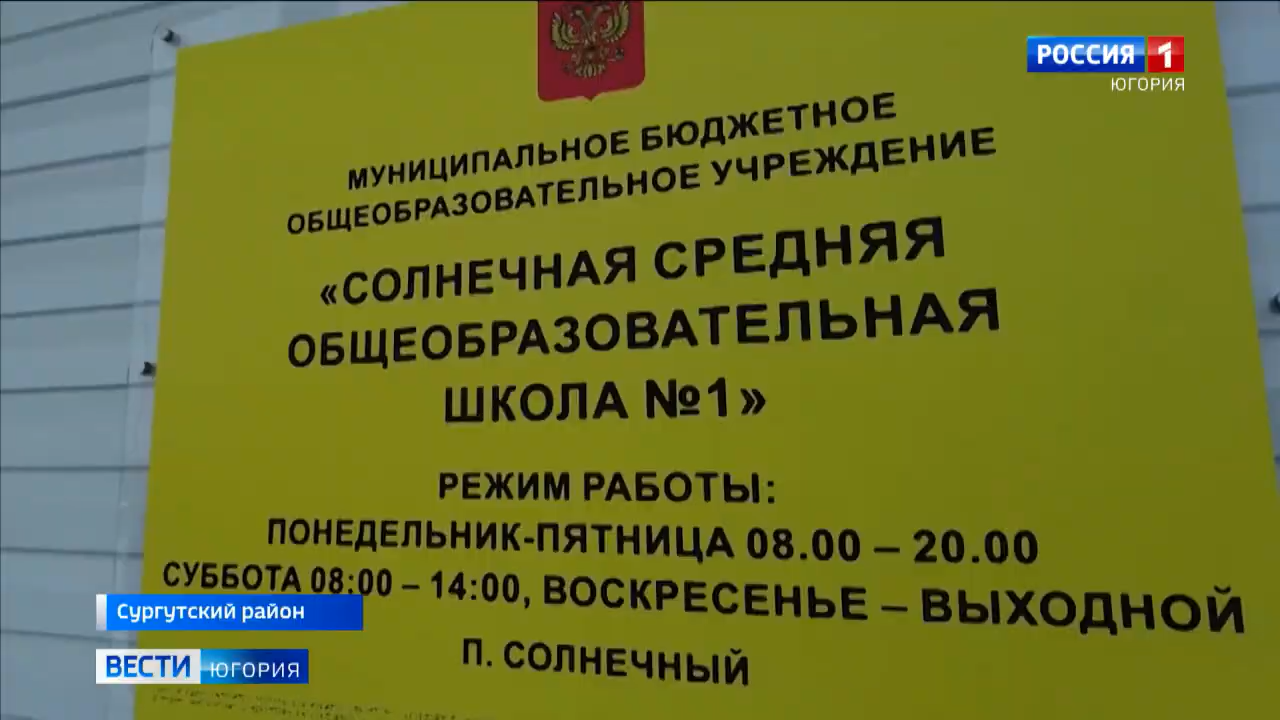 РОССИЯ 1
ЮГОРИЯ
МУНИЦИПАЛЬНОЕ БЮДЖЕТНОЕ
ОБЩЕОБРАЗОВАТЕЛЬНОЕ УЧРЕЖДЕНИЕ
«СОЛНЕЧНАЯ СРЕДНЯЯ
ОБЩЕОБРАЗОВАТЕЛЬНАЯ
ШКОЛА №1»
РЕЖИМ РАБОТЫ:
ПОНЕДЕЛЬНИК-ПЯТНИЦА 08.00 – 20.00
СУББОТА 08:00 – 14:00, ВОСКРЕСЕНЬЕ – ВЫХОДНОЙ
П. СОЛНЕЧНЫЙ
Сургутский район
ВЕСТИ ЮГОРИЯ